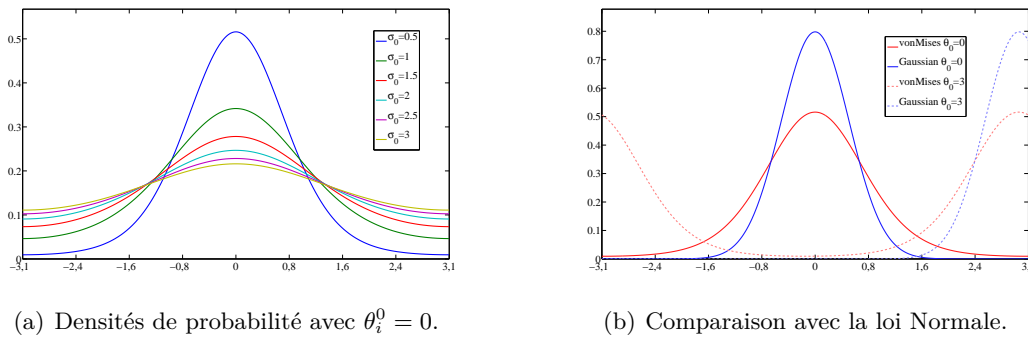 0.5
0.4
0.3
0.2
0.1
0
−3,1 −2,4 −1,6 −0,8 0 0,8 1,6 2,4 3,1
σ₀=0.5
σ₀=1
σ₀=1.5
σ₀=2
σ₀=2.5
σ₀=3
(a) Densités de probabilité avec θᵢ⁰ = 0.
0.8
0.7
0.6
0.5
0.4
0.3
0.2
0.1
0
−3,1 −2,4 −1,6 −0,8 0 0,8 1,6 2,4 3,1
vonMises θ₀=0
Gaussian θ₀=0
vonMises θ₀=3
Gaussian θ₀=3
(b) Comparaison avec la loi Normale.